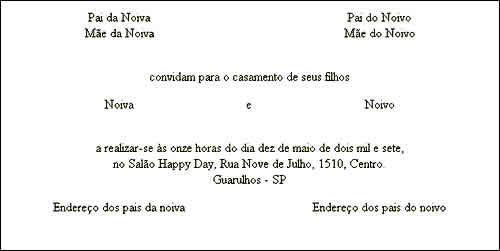 Pai da Noiva Pai do Noivo
Mãe da Noiva Mãe do Noivo
convidam para o casamento de seus filhos
Noiva e Noivo
a realizar-se às onze horas do dia dez de maio de dois mil e sete,
no Salão Happy Day, Rua Nove de Julho, 1510, Centro.
Guarulhos - SP
Endereço dos pais da noiva Endereço dos pais do noivo